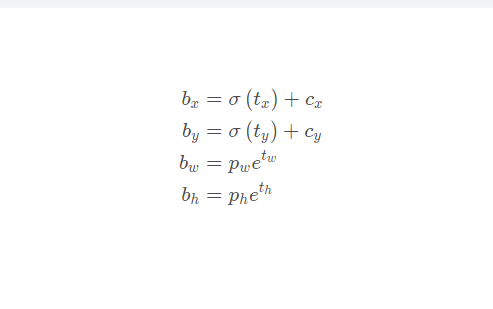 b_x = σ (t_x) + c_x
b_y = σ (t_y) + c_y
b_w = p_w e^{t_w}
b_h = p_h e^{t_h}